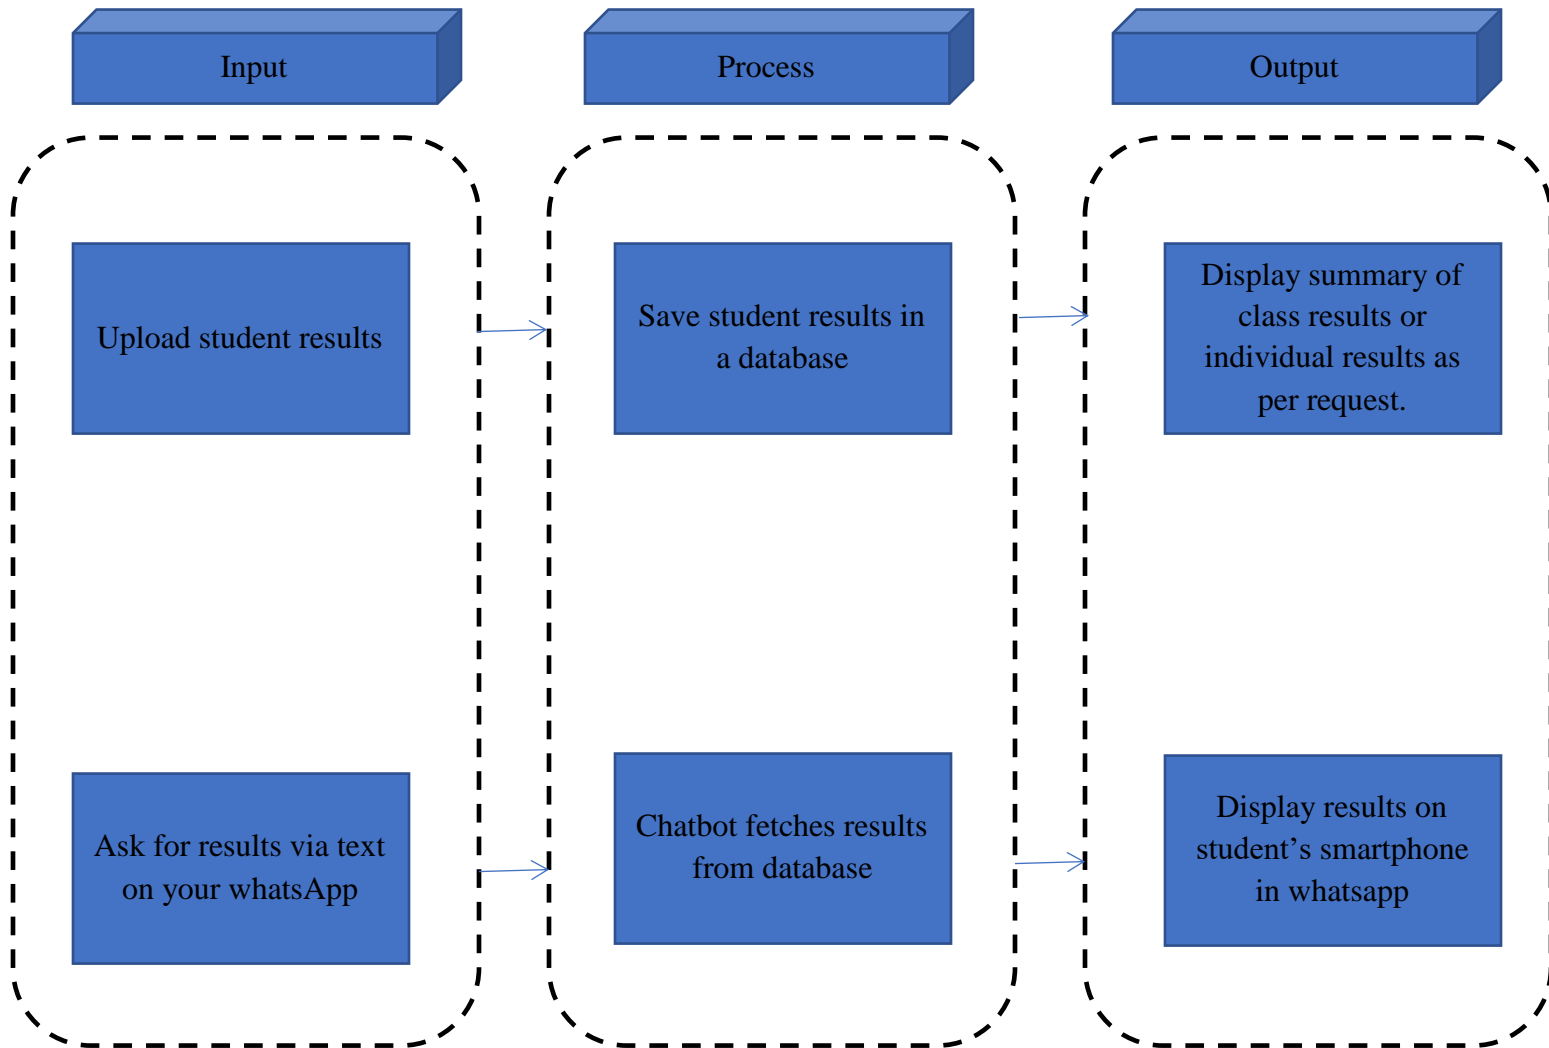 Input
Process
Output
Upload student results
Save student results in
a database
Display summary of
class results or
individual results as
per request.
Ask for results via text
on your whatsApp
Chatbot fetches results
from database
Display results on
student’s smartphone
in whatsapp